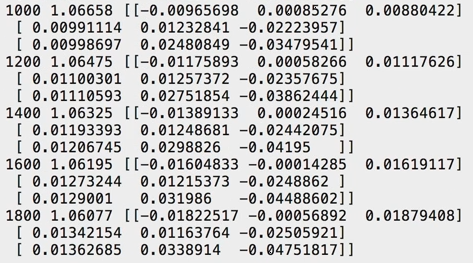 1000 1.06658 [[-0.00965698  0.00085276  0.00880422]
 [ 0.00991114  0.01232841 -0.02223957]
 [ 0.00998697  0.02480849 -0.03479541]]
1200 1.06475 [[-0.01175893  0.00058266  0.01117626]
 [ 0.01100301  0.01257372 -0.02357675]
 [ 0.01110593  0.02751854 -0.03862444]]
1400 1.06325 [[-0.01389133  0.00024516  0.01364617]
 [ 0.01193393  0.01248681 -0.02442075]
 [ 0.01206745  0.0298826  -0.04195   ]]
1600 1.06195 [[-0.01604833 -0.00014285  0.01619117]
 [ 0.01273244  0.01215373 -0.0248862 ]
 [ 0.0129001   0.031986   -0.04488602]]
1800 1.06077 [[-0.01822517 -0.00056892  0.01879408]
 [ 0.01342154  0.01163764 -0.02505921]
 [ 0.01362685  0.0338914  -0.04751817]]